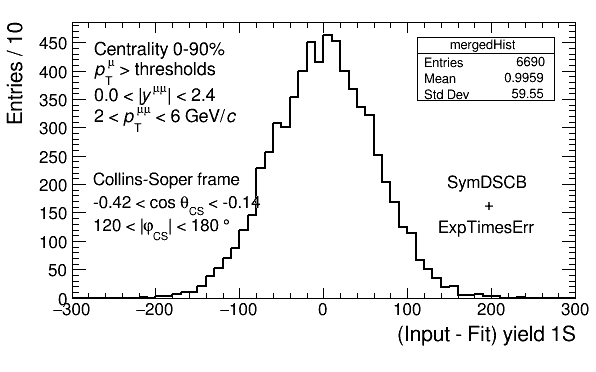 Entries / 10
450
400
350
300
250
200
150
100
50
0
−300
−200
−100
0
100
200
300
(Input - Fit) yield 1S
Centrality 0-90%
p_T^μ > thresholds
0.0 < |y^μμ| < 2.4
2 < p_T^μμ < 6 GeV/c
Collins-Soper frame
-0.42 < cos θ_CS < -0.14
120 < |φ_CS| < 180 °
mergedHist
Entries 6690
Mean 0.9959
Std Dev 59.55
SymDSCB
+
ExpTimesErr